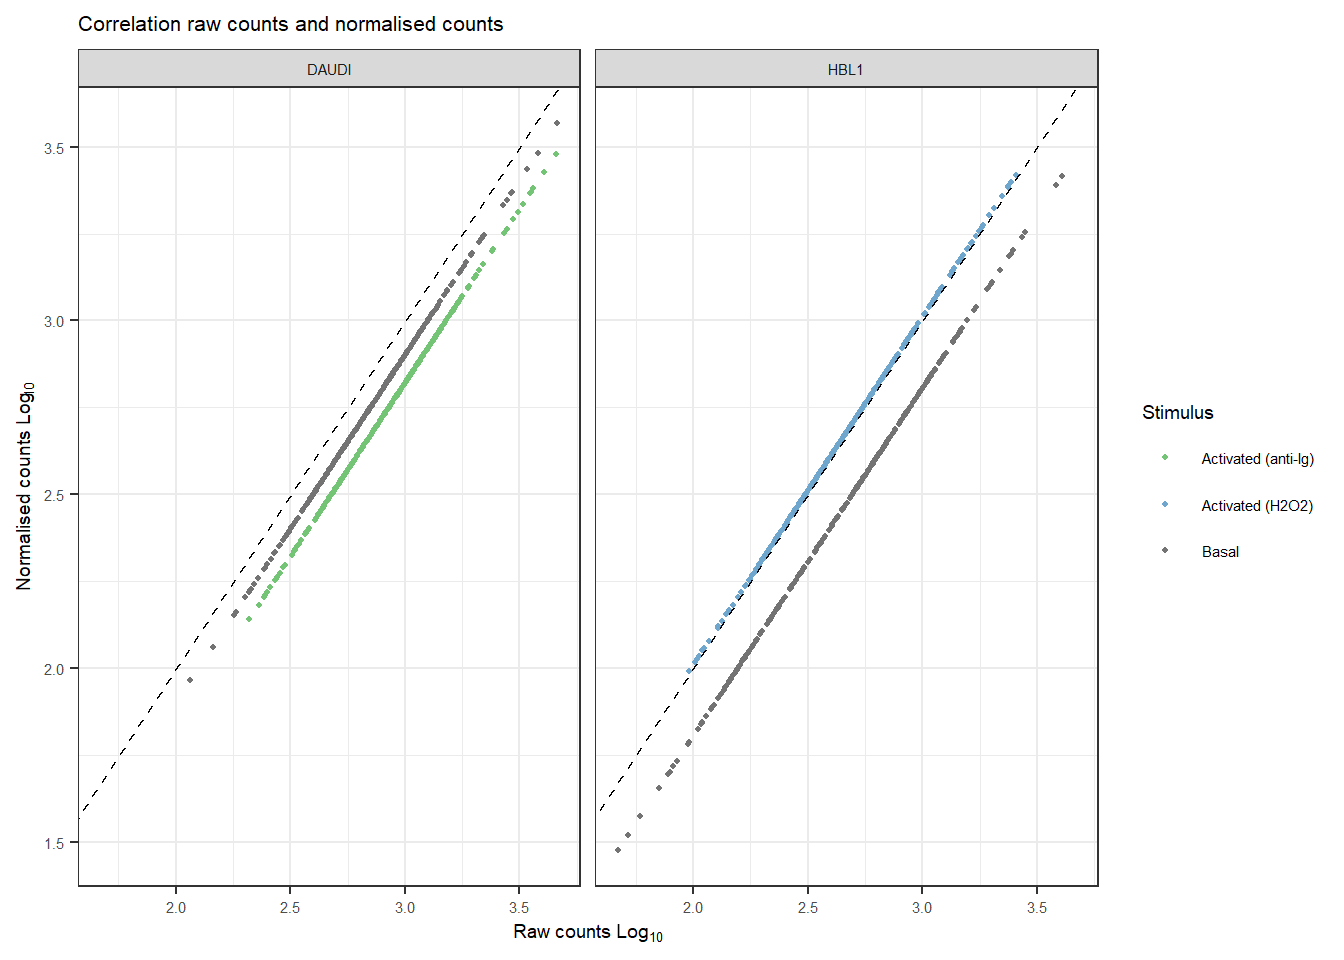 Correlation raw counts and normalised counts
DAUDI
HBL1
3.5
3.0
2.5
2.0
1.5
Normalised counts Log10
2.0 2.5 3.0 3.5
2.0 2.5 3.0 3.5
Raw counts Log10
Stimulus
Activated (anti-Ig)
Activated (H2O2)
Basal